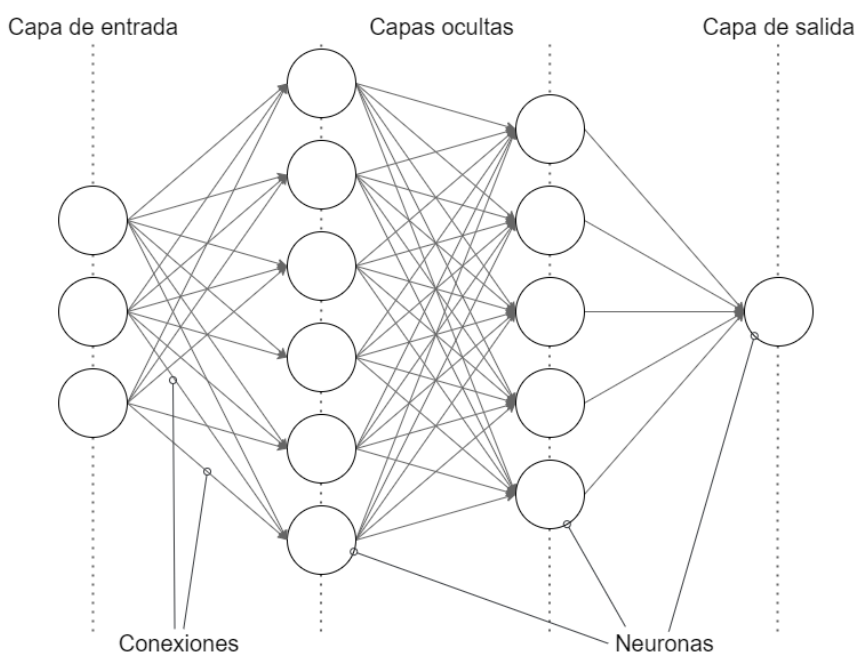 Capa de entrada
Capas ocultas
Capa de salida
Conexiones
Neuronas